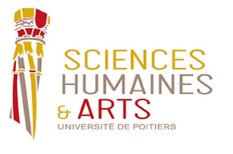 SCIENCES
HUMAINES
& ARTS
UNIVERSITÉ DE POITIERS